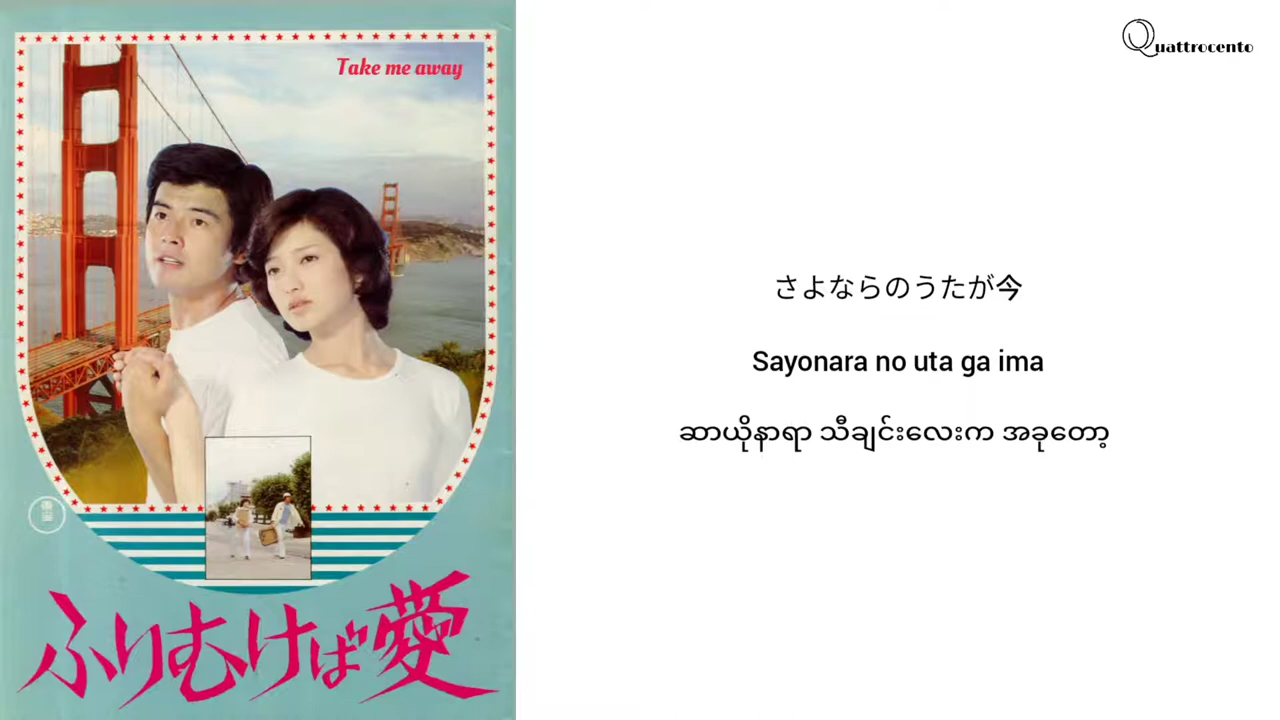 Take me away
ふりむけば愛
Quattrocento
さよならのうたが今
Sayonara no uta ga ima
ဆာယိုနာရာ သီချင်းလေးက အခုတော့